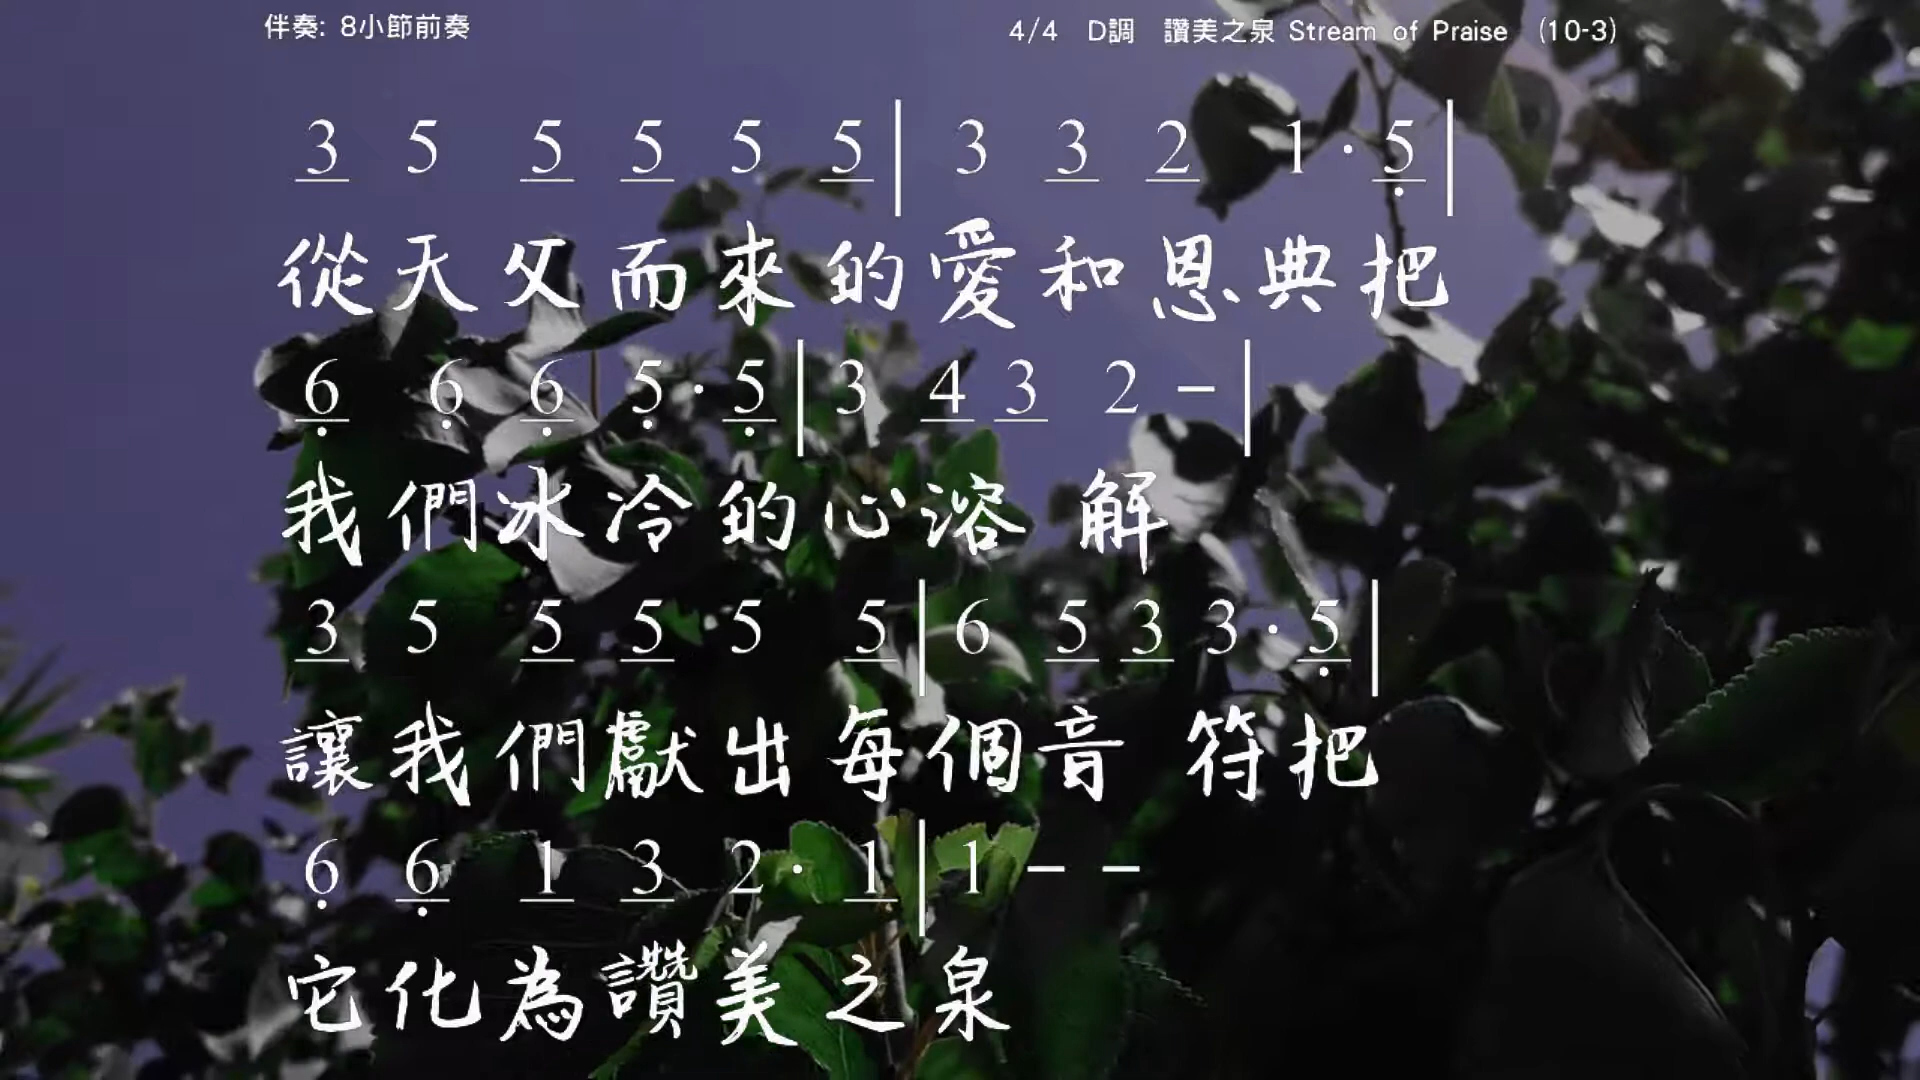 伴奏: 8小節前奏
4/4 D調 讚美之泉 Stream of Praise (10-3)
3 5 5 5 5 5 | 3 3 2 1 · 5 |
從天父而來的愛和恩典把
6 6 6 5 · 5 | 3 4 3 2 – |
我們冰冷的心溶 解
3 5 5 5 5 5 | 6 5 3 3 · 5 |
讓我們獻出每個音 符把
6 6 1 3 2 · 1 | 1 – –
它化為讚美之泉